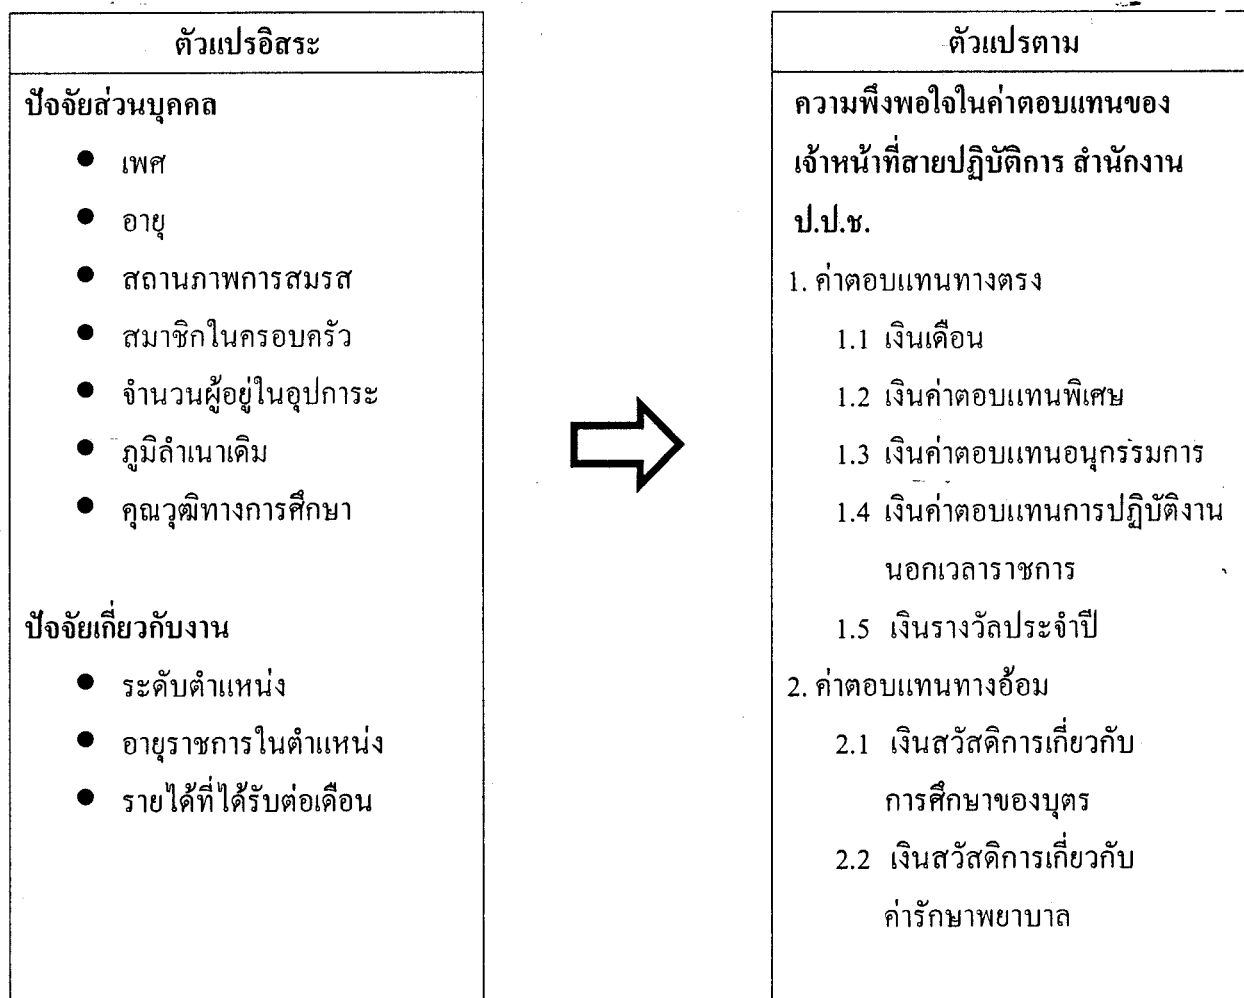 ตัวแปรอิสระ
ปัจจัยส่วนบุคคล
● เพศ
● อายุ
● สถานภาพการสมรส
● สมาชิกในครอบครัว
● จำนวนผู้อยู่ในอุปการะ
● ภูมิลำเนาเดิม
● คุณวุฒิทางการศึกษา
ปัจจัยเกี่ยวกับงาน
● ระดับตำแหน่ง
● อายุราชการในตำแหน่ง
● รายได้ที่ได้รับต่อเดือน
ตัวแปรตาม
ความพึงพอใจในค่าตอบแทนของ
เจ้าหน้าที่สายปฏิบัติการ สำนักงาน
ป.ป.ช.
1. ค่าตอบแทนทางตรง
1.1 เงินเดือน
1.2 เงินค่าตอบแทนพิเศษ
1.3 เงินค่าตอบแทนอนุกรรมการ
1.4 เงินค่าตอบแทนการปฏิบัติงาน
นอกเวลาราชการ
1.5 เงินรางวัลประจำปี
2. ค่าตอบแทนทางอ้อม
2.1 เงินสวัสดิการเกี่ยวกับ
การศึกษาของบุตร
2.2 เงินสวัสดิการเกี่ยวกับ
ค่ารักษาพยาบาล